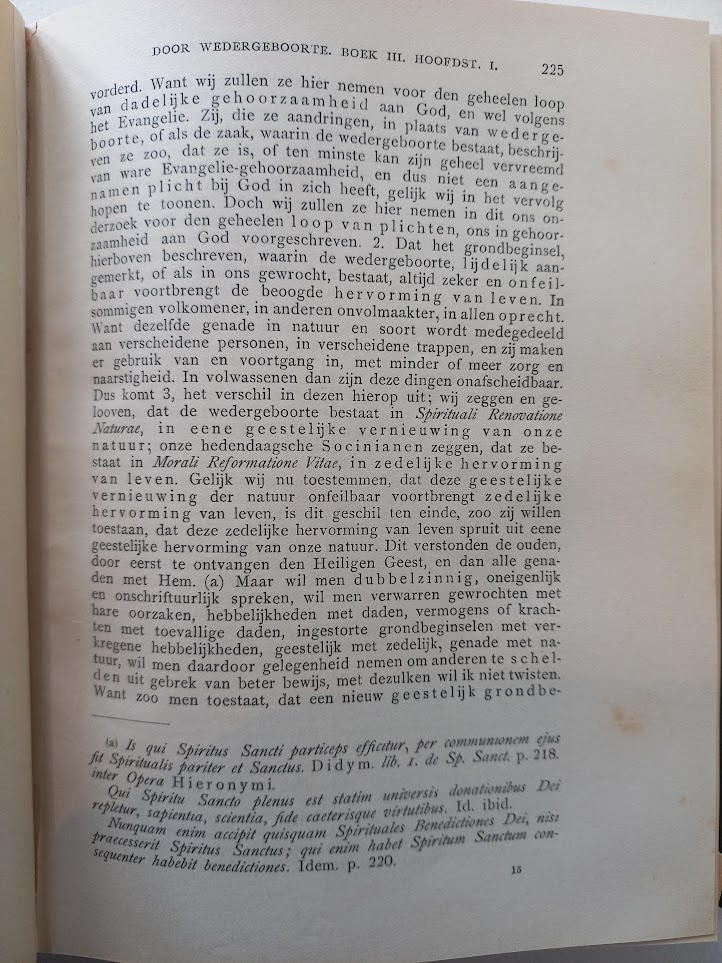 DOOR WEDERGEBOORTE. BOEK III. HOOFDST. I. 225
vorderd. Want wij zullen ze hier nemen voor den geheelen loop
van dadelijke gehoorzaamheid aan God, en wel volgens
het Evangelie. Zij, die ze aandringen, in plaats van wederge-
boorte, of als de zaak, waarin de wedergeboorte bestaat, beschrij-
ven ze zoo, dat ze is, of ten minste kan zijn geheel vervreemd
van ware Evangelie-gehoorzaamheid, en dus niet een aange-
namen plicht bij God in zich heeft, gelijk wij in het vervolg
hopen te toonen. Doch wij zullen ze hier nemen in dit ons on-
derzoek voor den geheelen loop van plichten, ons in gehoor-
zaamheid aan God voorgeschreven. 2. Dat het grondbeginsel,
hierboven beschreven, waarin de wedergeboorte, lijdelijk aan-
gemerkt, of als in ons gewrocht, bestaat, altijd zeker en onfeil-
baar voortbrengt de beoogde hervorming van leven. In
sommigen volkomener, in anderen onvolmaakter, in allen oprecht.
Want dezelfde genade in natuur en soort wordt medegedeeld
aan verscheidene personen, in verscheidene trappen, en zij maken
er gebruik van en voortgang in, met minder of meer zorg en
naarstigheid. In volwassenen dan zijn deze dingen onafscheidbaar.
Dus komt 3, het verschil in dezen hierop uit; wij zeggen en ge-
looven, dat de wedergeboorte bestaat in Spirituali Renovatione
Naturae, in eene geestelijke vernieuwing van onze
natuur; onze hedendaagsche Socinianen zeggen, dat ze be-
staat in Morali Reformatione Vitae, in zedelijke hervorming
van leven. Gelijk wij nu toestemmen, dat deze geestelijke
vernieuwing der natuur onfeilbaar voortbrengt zedelijke
hervorming van leven, is dit geschil ten einde, zoo zij willen
toestaan, dat deze zedelijke hervorming van leven spruit uit eene
geestelijke hervorming van onze natuur. Dit verstonden de ouden,
door eerst te ontvangen den Heiligen Geest, en dan alle gena-
den met Hem. (a) Maar wil men dubbelzinnig, oneigenlijk
en onschriftuurlijk spreken, wil men verwarren gewrochten met
hare oorzaken, hebbelijkheden met daden, vermogens of krach-
ten met toevallige daden, ingestorte grondbeginselen met ver-
kregene hebbelijkheden, geestelijk met zedelijk, genade met na-
tuur, wil men daardoor gelegenheid nemen om anderen te schel-
den uit gebrek van beter bewijs, met dezulken wil ik niet twisten.
Want zoo men toestaat, dat een nieuw geestelijk grondbe-
(a) Is qui Spiritus Sancti particeps efficitur, per communionem ejus
fit Spiritualis pariter et Sanctus. Didym. lib. 1. de Sp. Sanct. p. 218.
inter Opera Hieronymi.
Qui Spiritu Sancto plenus est statim universis donationibus Dei
repletur, sapientia, scientia, fide caeterisque virtutibus. Id. ibid.
Nunquam enim accipit quisquam Spirituales Benedictiones Dei, nisi
praecesserit Spiritus Sanctus; qui enim habet Spiritum Sanctum con-
sequenter habebit benedictiones. Idem. p. 220.
15